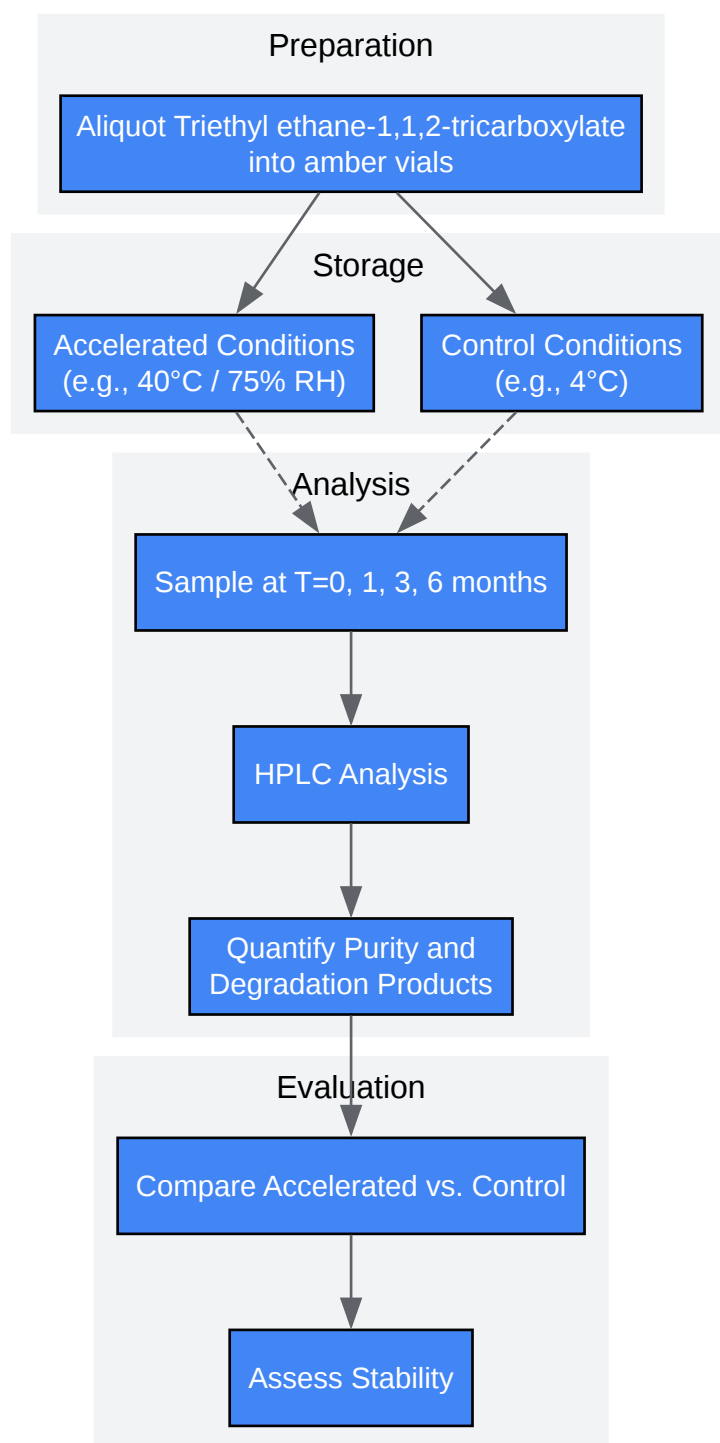 Preparation
Aliquot Triethyl ethane-1,1,2-tricarboxylate
into amber vials
Storage
Accelerated Conditions
(e.g., 40°C / 75% RH)
Control Conditions
(e.g., 4°C)
Analysis
Sample at T=0, 1, 3, 6 months
HPLC Analysis
Quantify Purity and
Degradation Products
Evaluation
Compare Accelerated vs. Control
Assess Stability